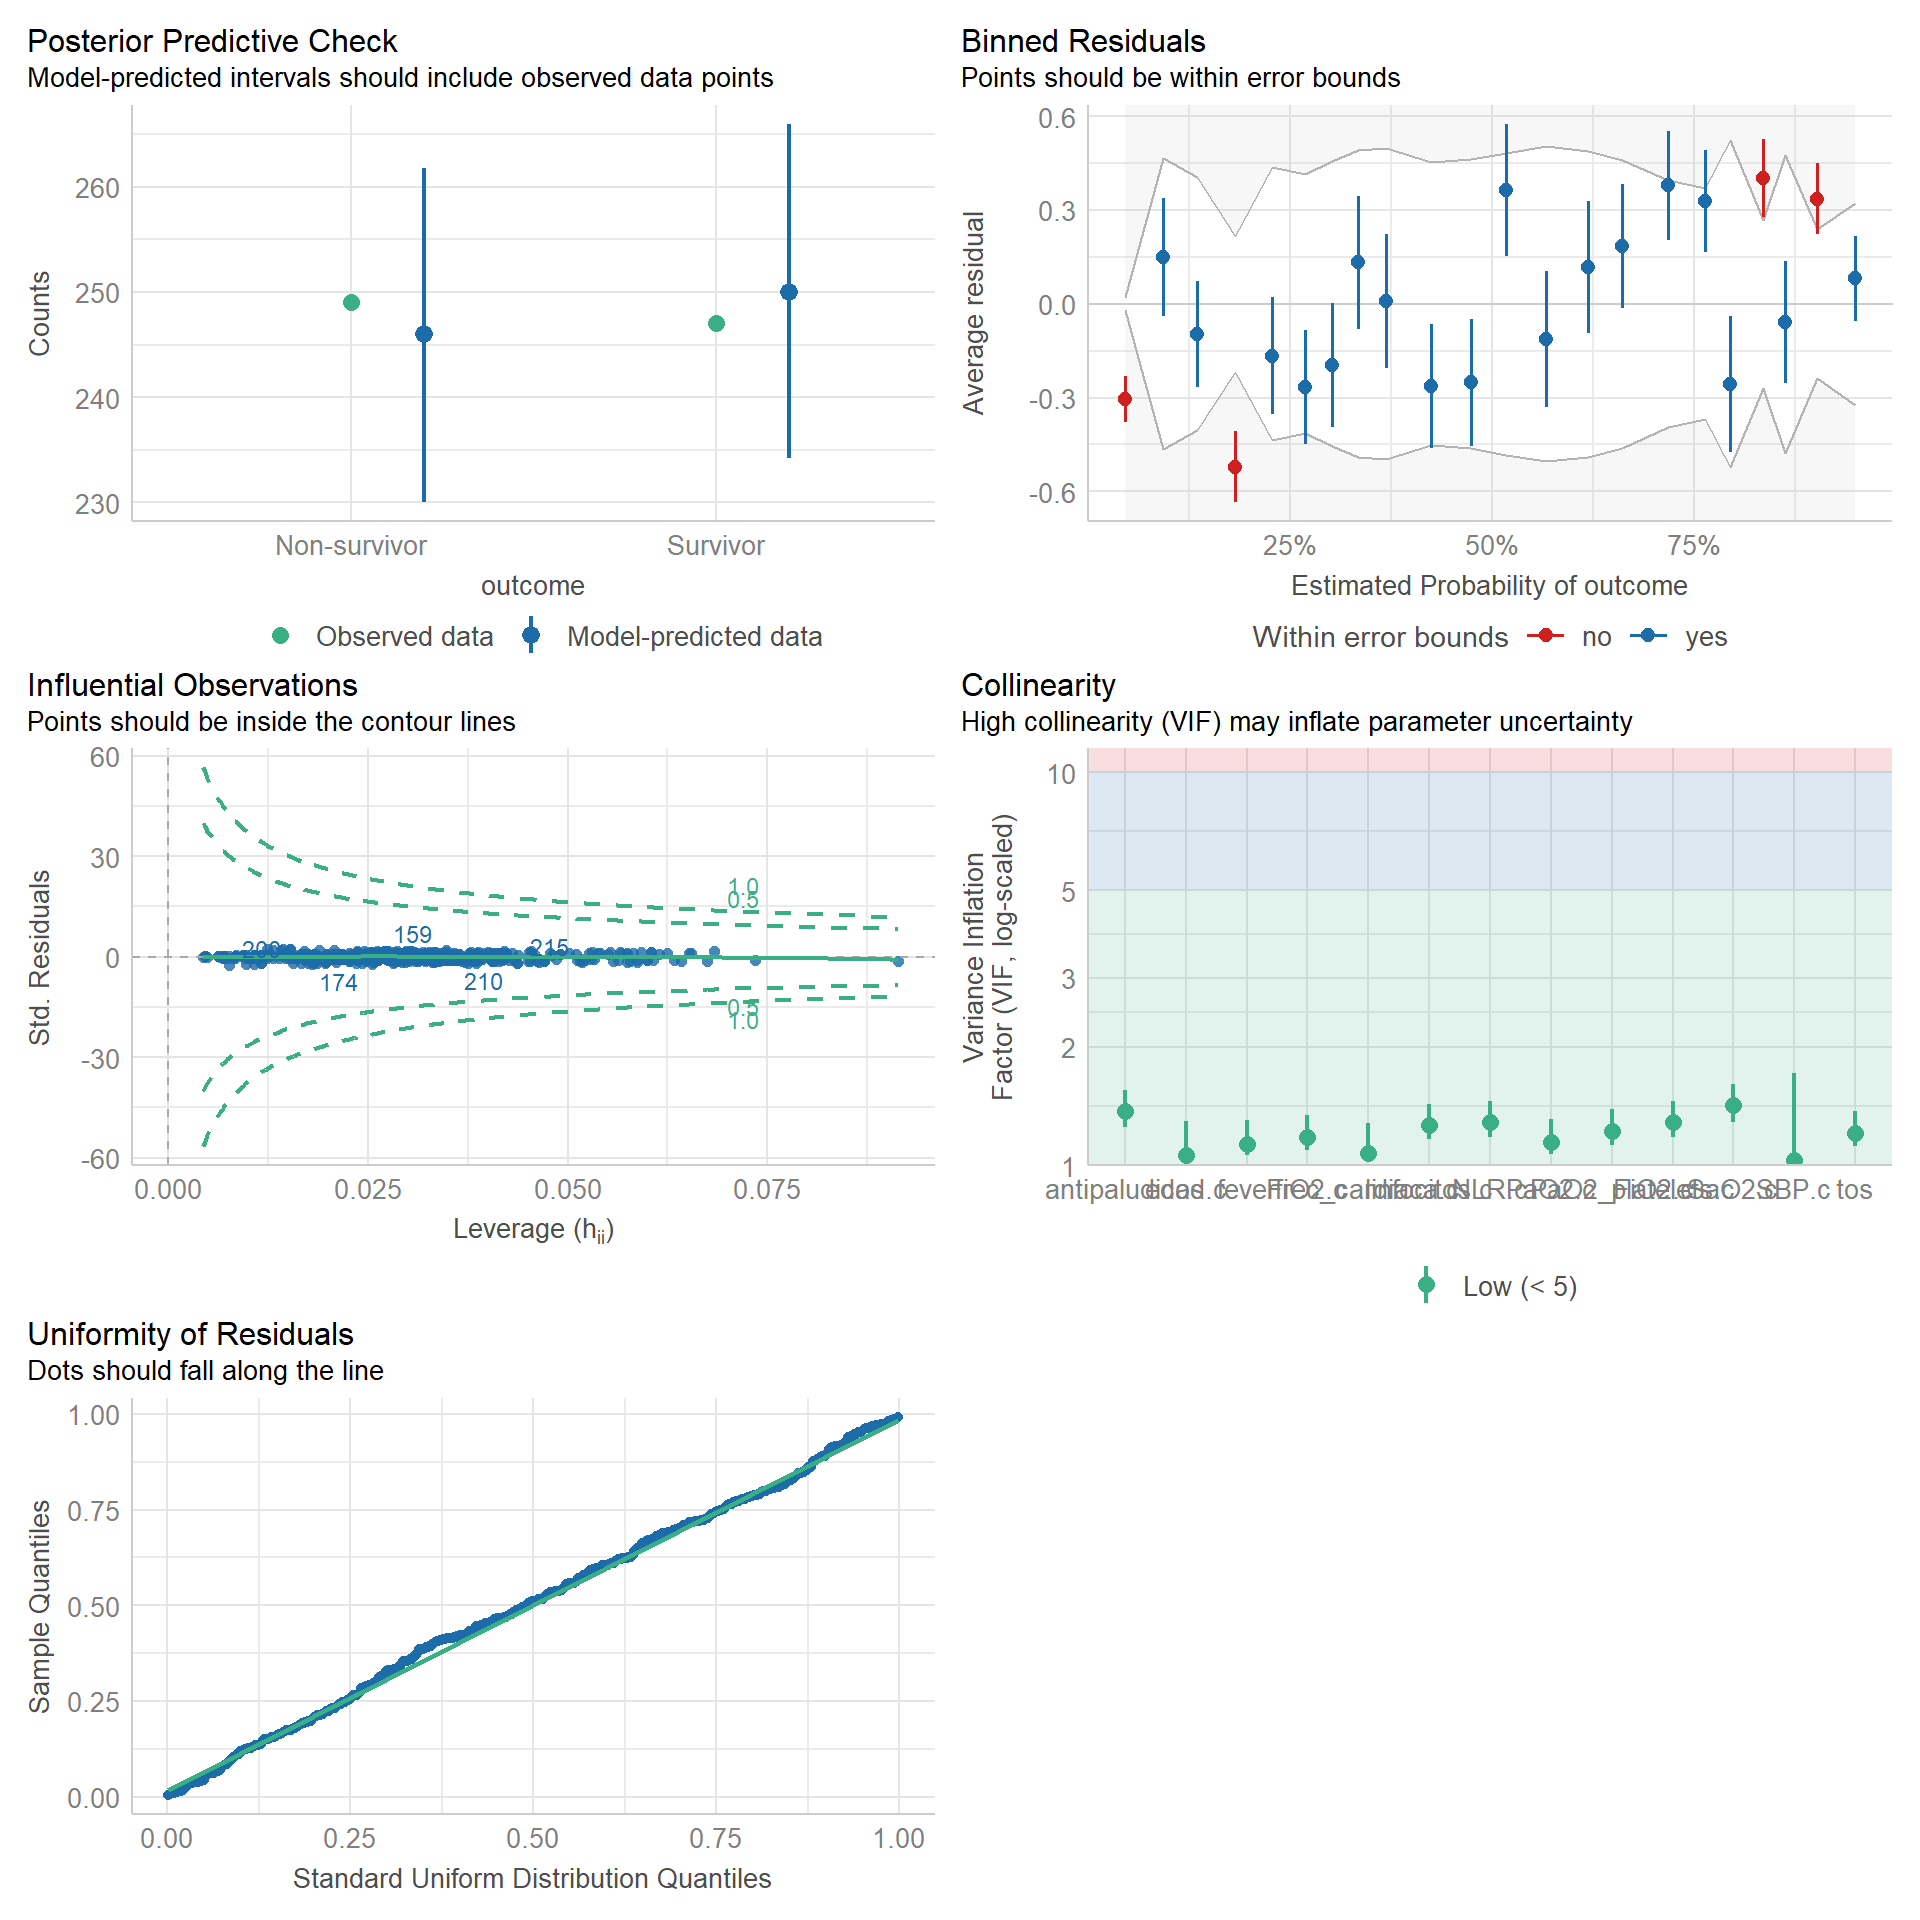 Posterior Predictive Check
Model-predicted intervals should include observed data points
260
250
240
230
Counts
Non-survivor
Survivor
outcome
Observed data
Model-predicted data
Binned Residuals
Points should be within error bounds
0.6
0.3
0.0
-0.3
-0.6
Average residual
25%
50%
75%
Estimated Probability of outcome
Within error bounds
no
yes
Influential Observations
Points should be inside the contour lines
60
30
0
-30
-60
Std. Residuals
1.0
0.5
200
159
215
174
210
0.5
1.0
0.000
0.025
0.050
0.075
Leverage (hii)
Collinearity
High collinearity (VIF) may inflate parameter uncertainty
10
5
3
2
1
Variance Inflation
Factor (VIF, log-scaled)
SBP.c
tos
Low (< 5)
Uniformity of Residuals
Dots should fall along the line
1.00
0.75
0.50
0.25
0.00
Sample Quantiles
0.00
0.25
0.50
0.75
1.00
Standard Uniform Distribution Quantiles